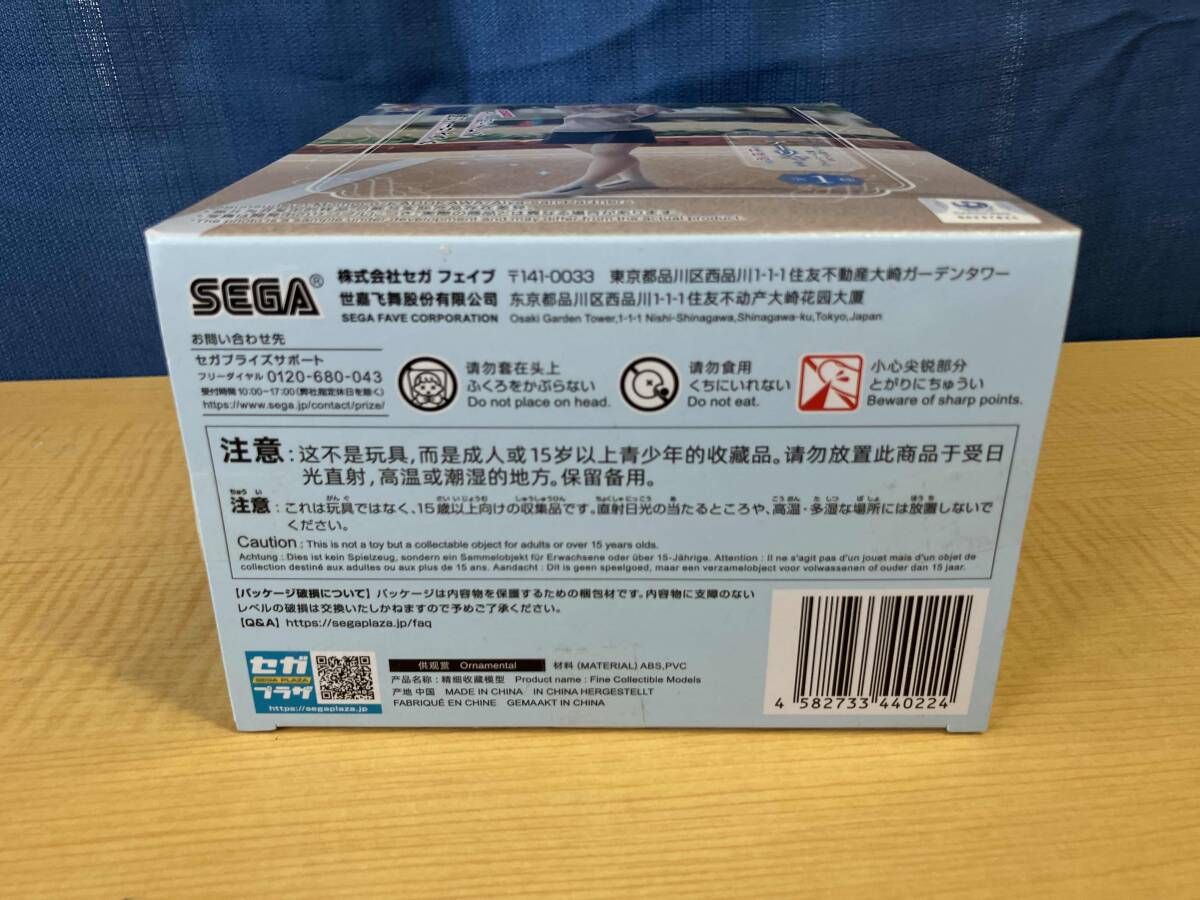 全1種
SEGA®
株式会社セガ フェイブ 〒141-0033 東京都品川区西品川1-1-1住友不動産大崎ガーデンタワー
世嘉飞舞股份有限公司 东京都品川区西品川1-1-1住友不动产大崎花园大厦
SEGA FAVE CORPORATION Osaki Garden Tower,1-1-1 Nishi-Shinagawa,Shinagawa-ku,Tokyo,Japan
お問い合わせ先
セガプライズサポート
フリーダイヤル 0120-680-043
受付時間 10:00-17:00(弊社指定休日を除く)
https://www.sega.jp/contact/prize/
请勿套在头上
ふくろをかぶらない
Do not place on head.
请勿食用
くちにいれない
Do not eat.
小心尖锐部分
とがりにちゅうい
Beware of sharp points.
注意:这不是玩具,而是成人或15岁以上青少年的收藏品。请勿放置此商品于受日
光直射,高温或潮湿的地方。保留备用。
注意:これは玩具ではなく、15歳以上向けの収集品です。直射日光の当たるところや、高温・多湿な場所には放置しないで
ください。
Caution : This is not a toy but a collectable object for adults or over 15 years olds.
Achtung : Dies ist kein Spielzeug, sondern ein Sammelobjekt für Erwachsene oder über 15-Jährige. Attention : Il ne s'agit pas d'un jouet mais d'un objet de
collection destiné aux adultes ou aux plus de 15 ans. Aandacht : Dit is geen speelgoed, maar een verzamelobject voor volwassenen of ouder dan 15 jaar.
【パッケージ破損について】パッケージは内容物を保護するための梱包材です。内容物に支障のない
レベルの破損は交換いたしかねますので予めご了承ください。
【Q&A】https://segaplaza.jp/faq
セガ
SEGA PLAZA
プラザ
https://segaplaza.jp
供观赏 Ornamental 材料 (MATERIAL) ABS,PVC
产品名称:精细收藏模型 Product name : Fine Collectible Models
产地 中国 MADE IN CHINA IN CHINA HERGESTELLT
FABRIQUÉ EN CHINE GEMAAKT IN CHINA
4 582733 440224